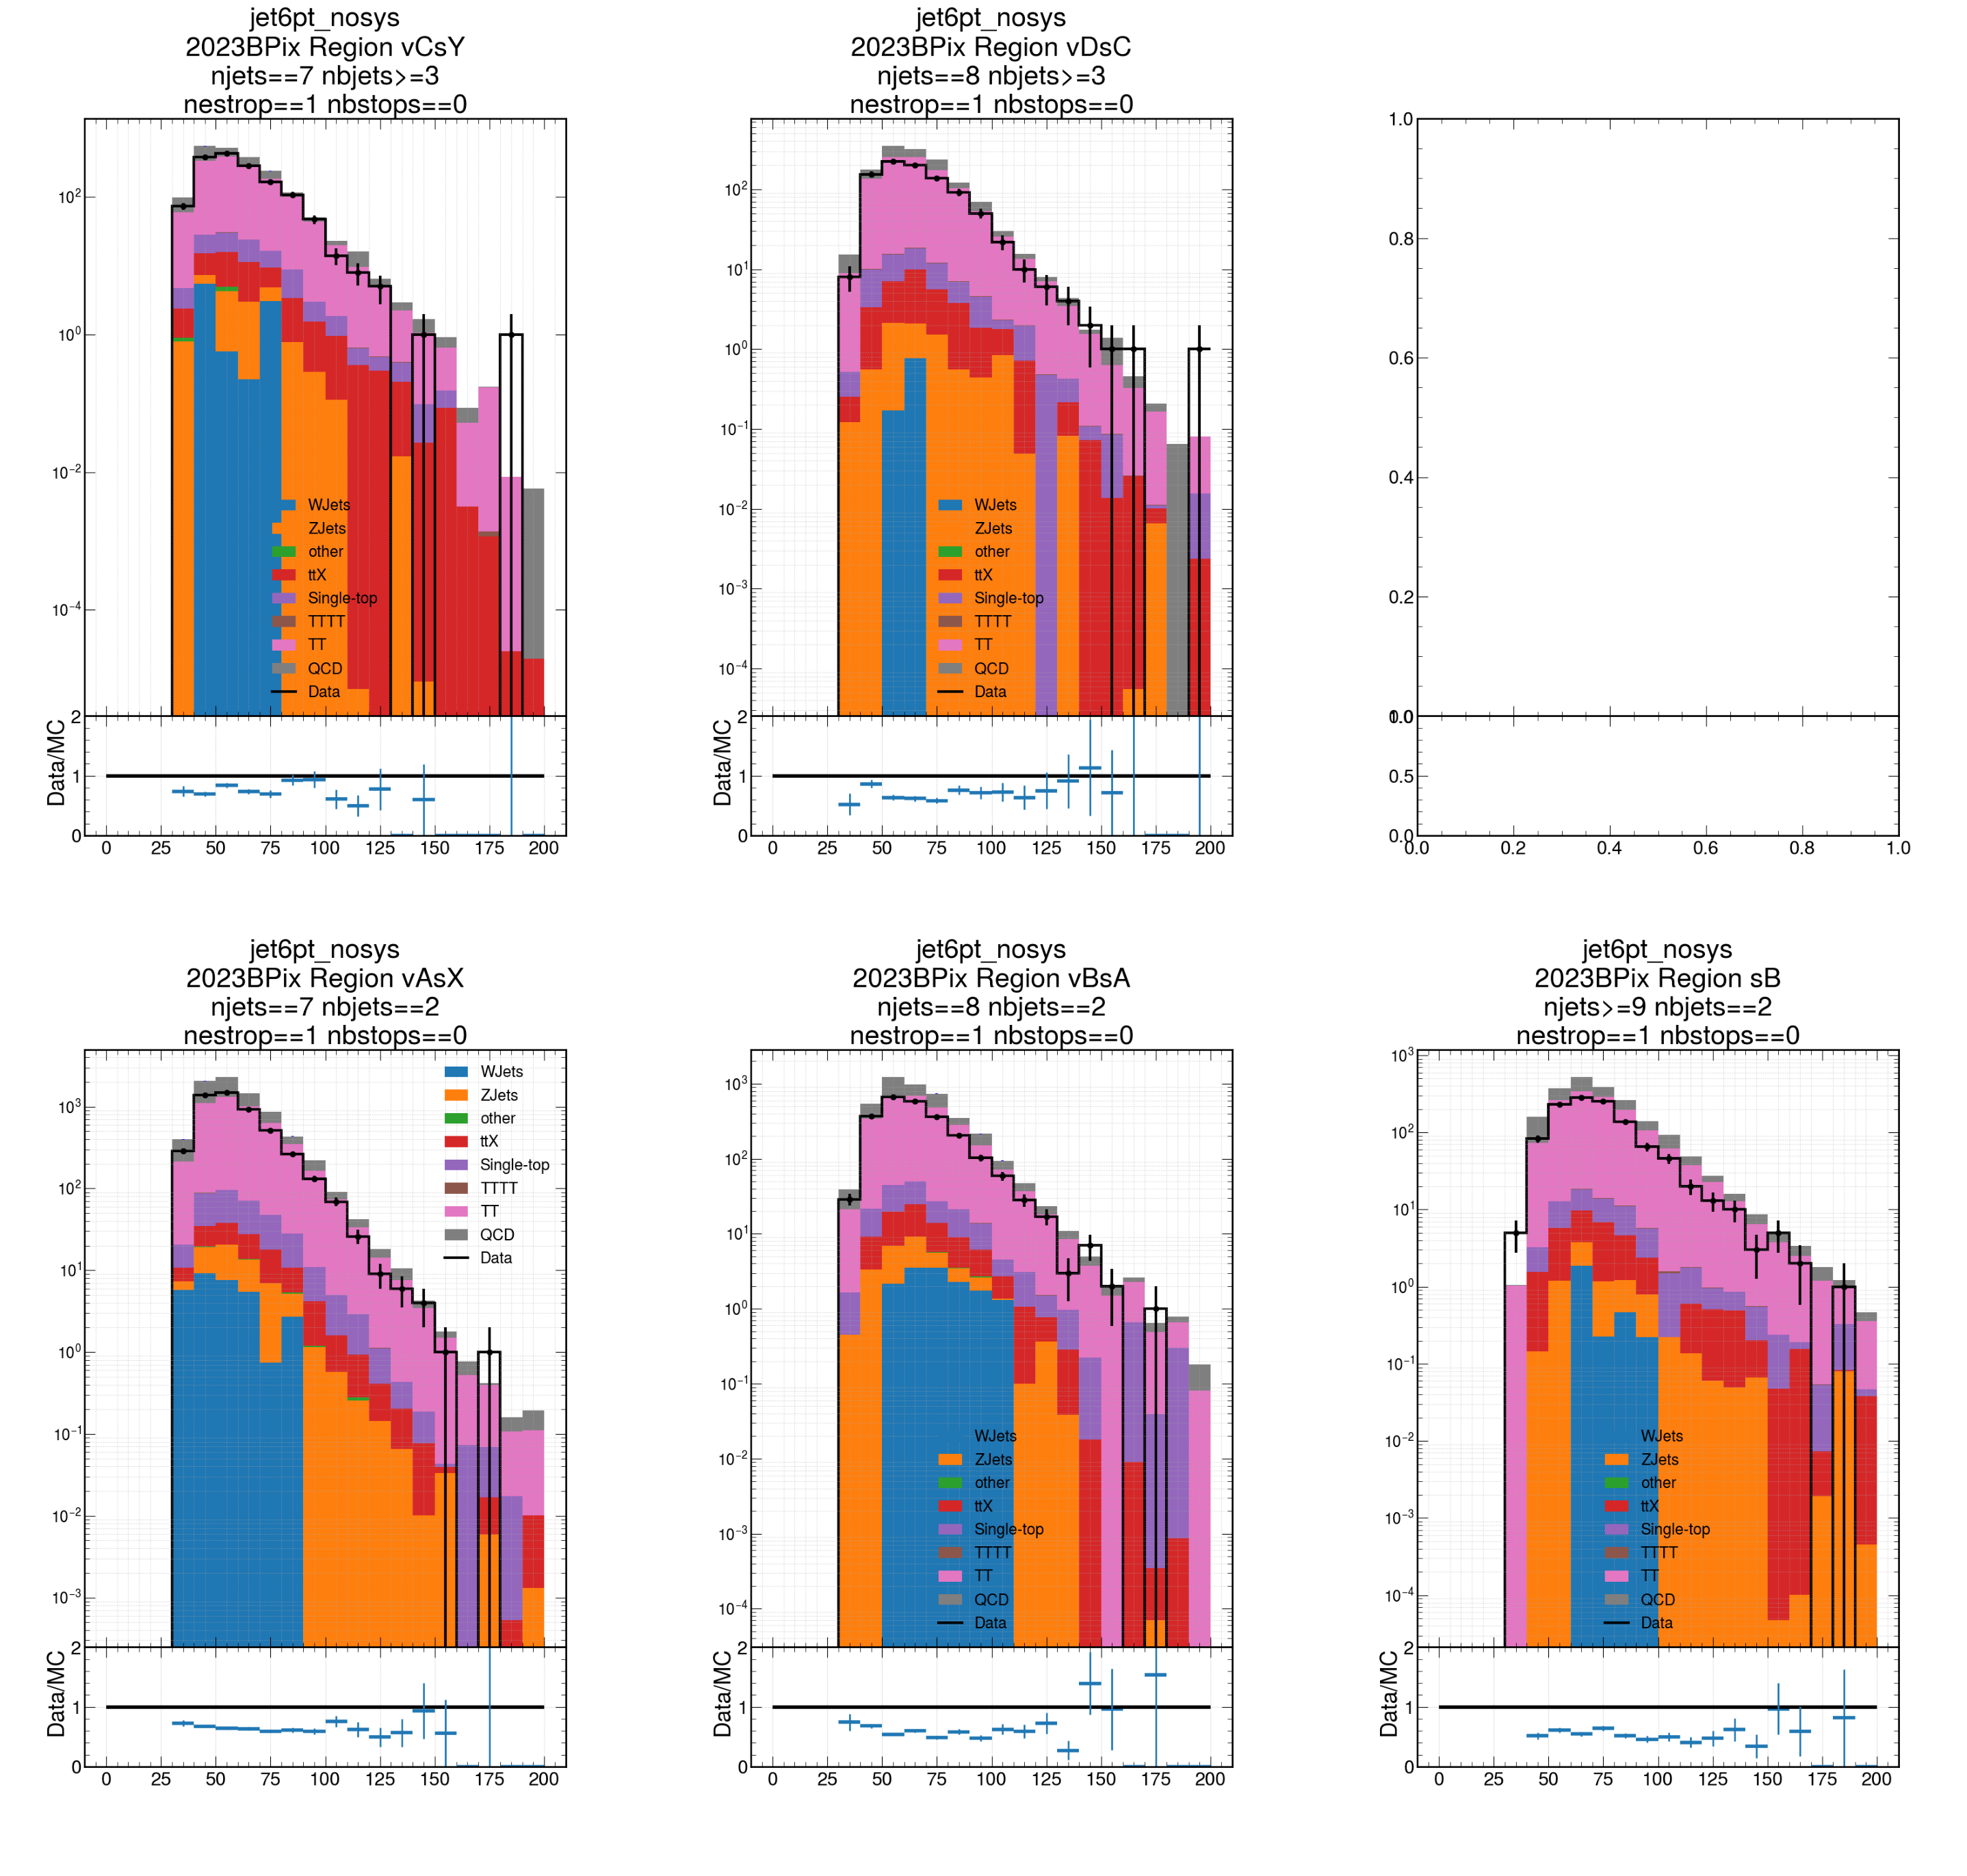 jet6pt_nosys
2023BPix Region vCsY
njets==7 nbjets>=3
nestrop==1 nbstops==0
10²
10⁰
10⁻²
10⁻⁴
WJets
ZJets
other
ttX
Single-top
TTTT
TT
QCD
Data
Data/MC
2
1
0
0 25 50 75 100 125 150 175 200
jet6pt_nosys
2023BPix Region vDsC
njets==8 nbjets>=3
nestrop==1 nbstops==0
10²
10¹
10⁰
10⁻¹
10⁻²
10⁻³
10⁻⁴
WJets
ZJets
other
ttX
Single-top
TTTT
TT
QCD
Data
Data/MC
2
1
0
0 25 50 75 100 125 150 175 200
1.0
0.8
0.6
0.4
0.2
0.0
1.0
0.5
0.0
0.0 0.2 0.4 0.6 0.8 1.0
jet6pt_nosys
2023BPix Region vAsX
njets==7 nbjets==2
nestrop==1 nbstops==0
10³
10²
10¹
10⁰
10⁻¹
10⁻²
10⁻³
WJets
ZJets
other
ttX
Single-top
TTTT
TT
QCD
Data
Data/MC
2
1
0
0 25 50 75 100 125 150 175 200
jet6pt_nosys
2023BPix Region vBsA
njets==8 nbjets==2
nestrop==1 nbstops==0
10³
10²
10¹
10⁰
10⁻¹
10⁻²
10⁻³
10⁻⁴
WJets
ZJets
other
ttX
Single-top
TTTT
TT
QCD
Data
Data/MC
2
1
0
0 25 50 75 100 125 150 175 200
jet6pt_nosys
2023BPix Region sB
njets>=9 nbjets==2
nestrop==1 nbstops==0
10³
10²
10¹
10⁰
10⁻¹
10⁻²
10⁻³
10⁻⁴
WJets
ZJets
other
ttX
Single-top
TTTT
TT
QCD
Data
Data/MC
2
1
0
0 25 50 75 100 125 150 175 200